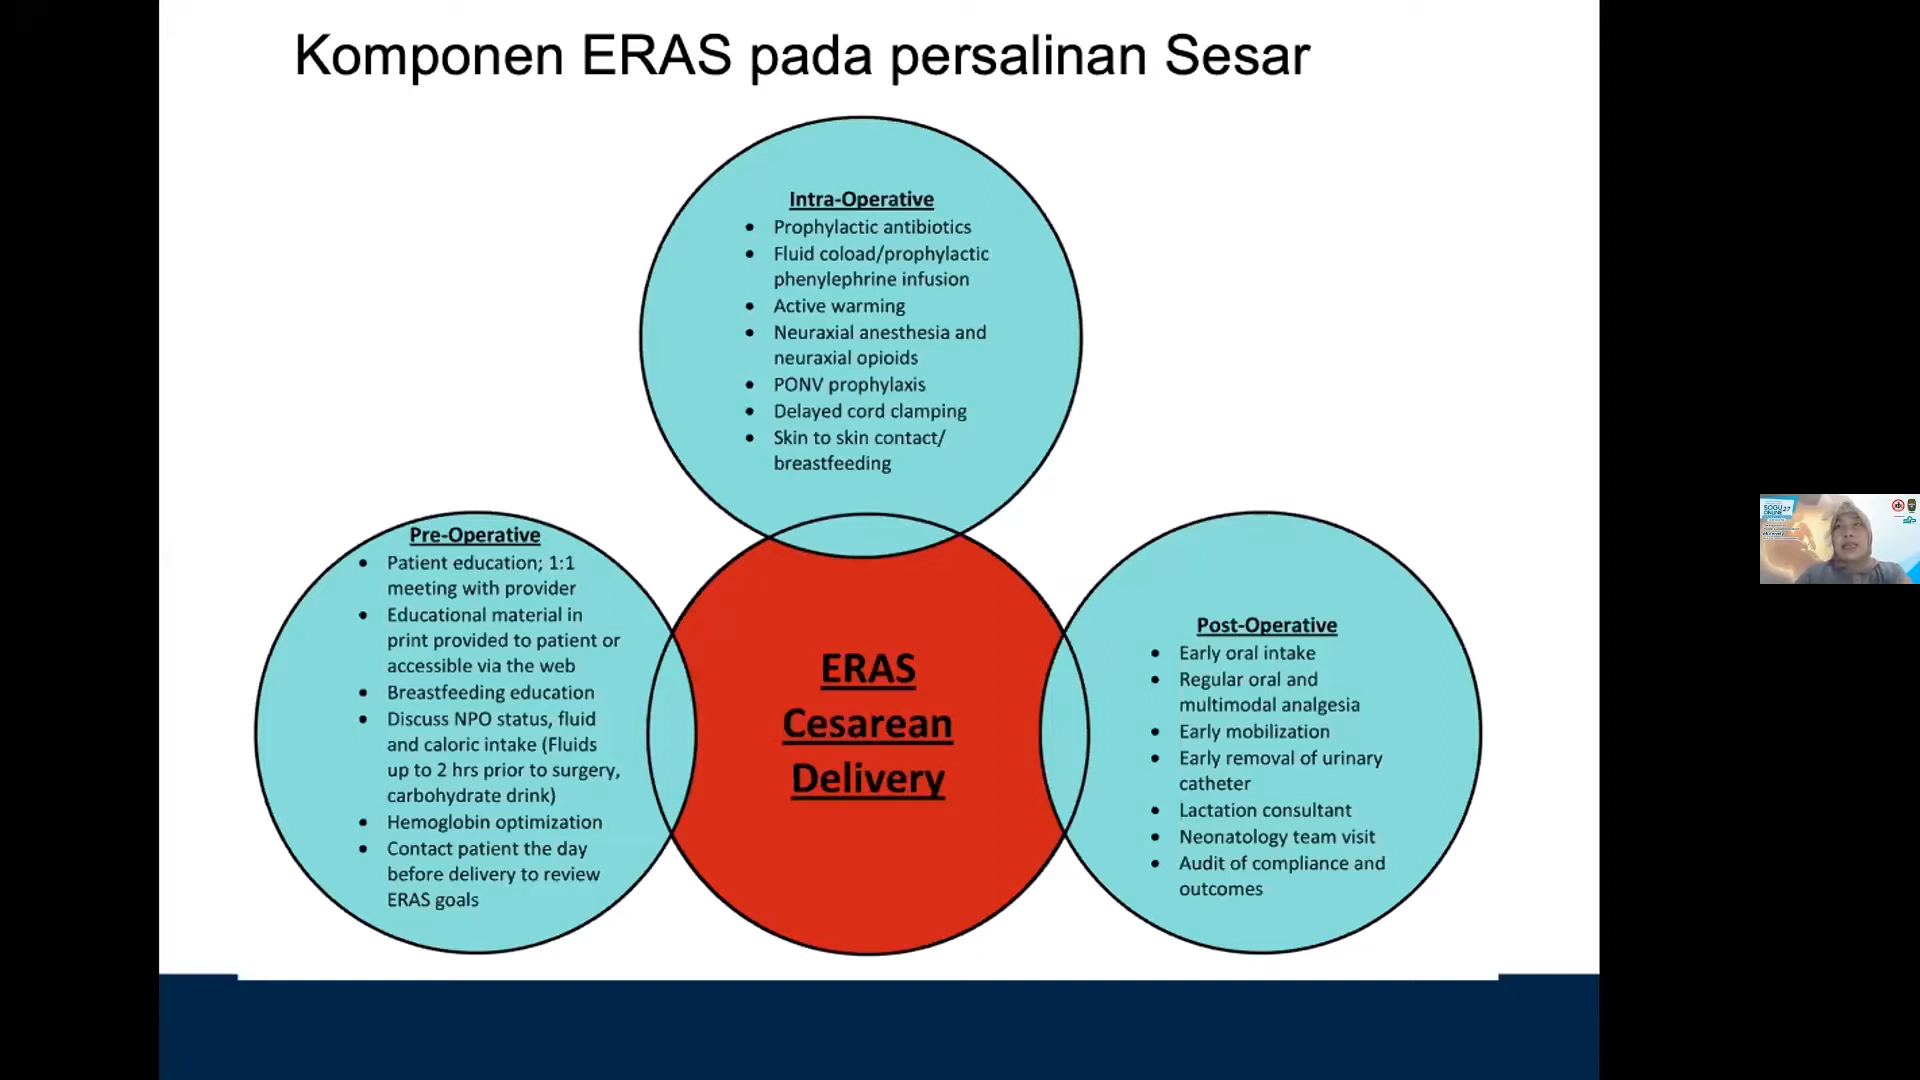 Komponen ERAS pada persalinan Sesar
Intra-Operative
• Prophylactic antibiotics
• Fluid coload/prophylactic
phenylephrine infusion
• Active warming
• Neuraxial anesthesia and
neuraxial opioids
• PONV prophylaxis
• Delayed cord clamping
• Skin to skin contact/
breastfeeding
Pre-Operative
• Patient education; 1:1
meeting with provider
• Educational material in
print provided to patient or
accessible via the web
• Breastfeeding education
• Discuss NPO status, fluid
and caloric intake (Fluids
up to 2 hrs prior to surgery,
carbohydrate drink)
• Hemoglobin optimization
• Contact patient the day
before delivery to review
ERAS goals
ERAS
Cesarean
Delivery
Post-Operative
• Early oral intake
• Regular oral and
multimodal analgesia
• Early mobilization
• Early removal of urinary
catheter
• Lactation consultant
• Neonatology team visit
• Audit of compliance and
outcomes
SOGU 27
ONLINE